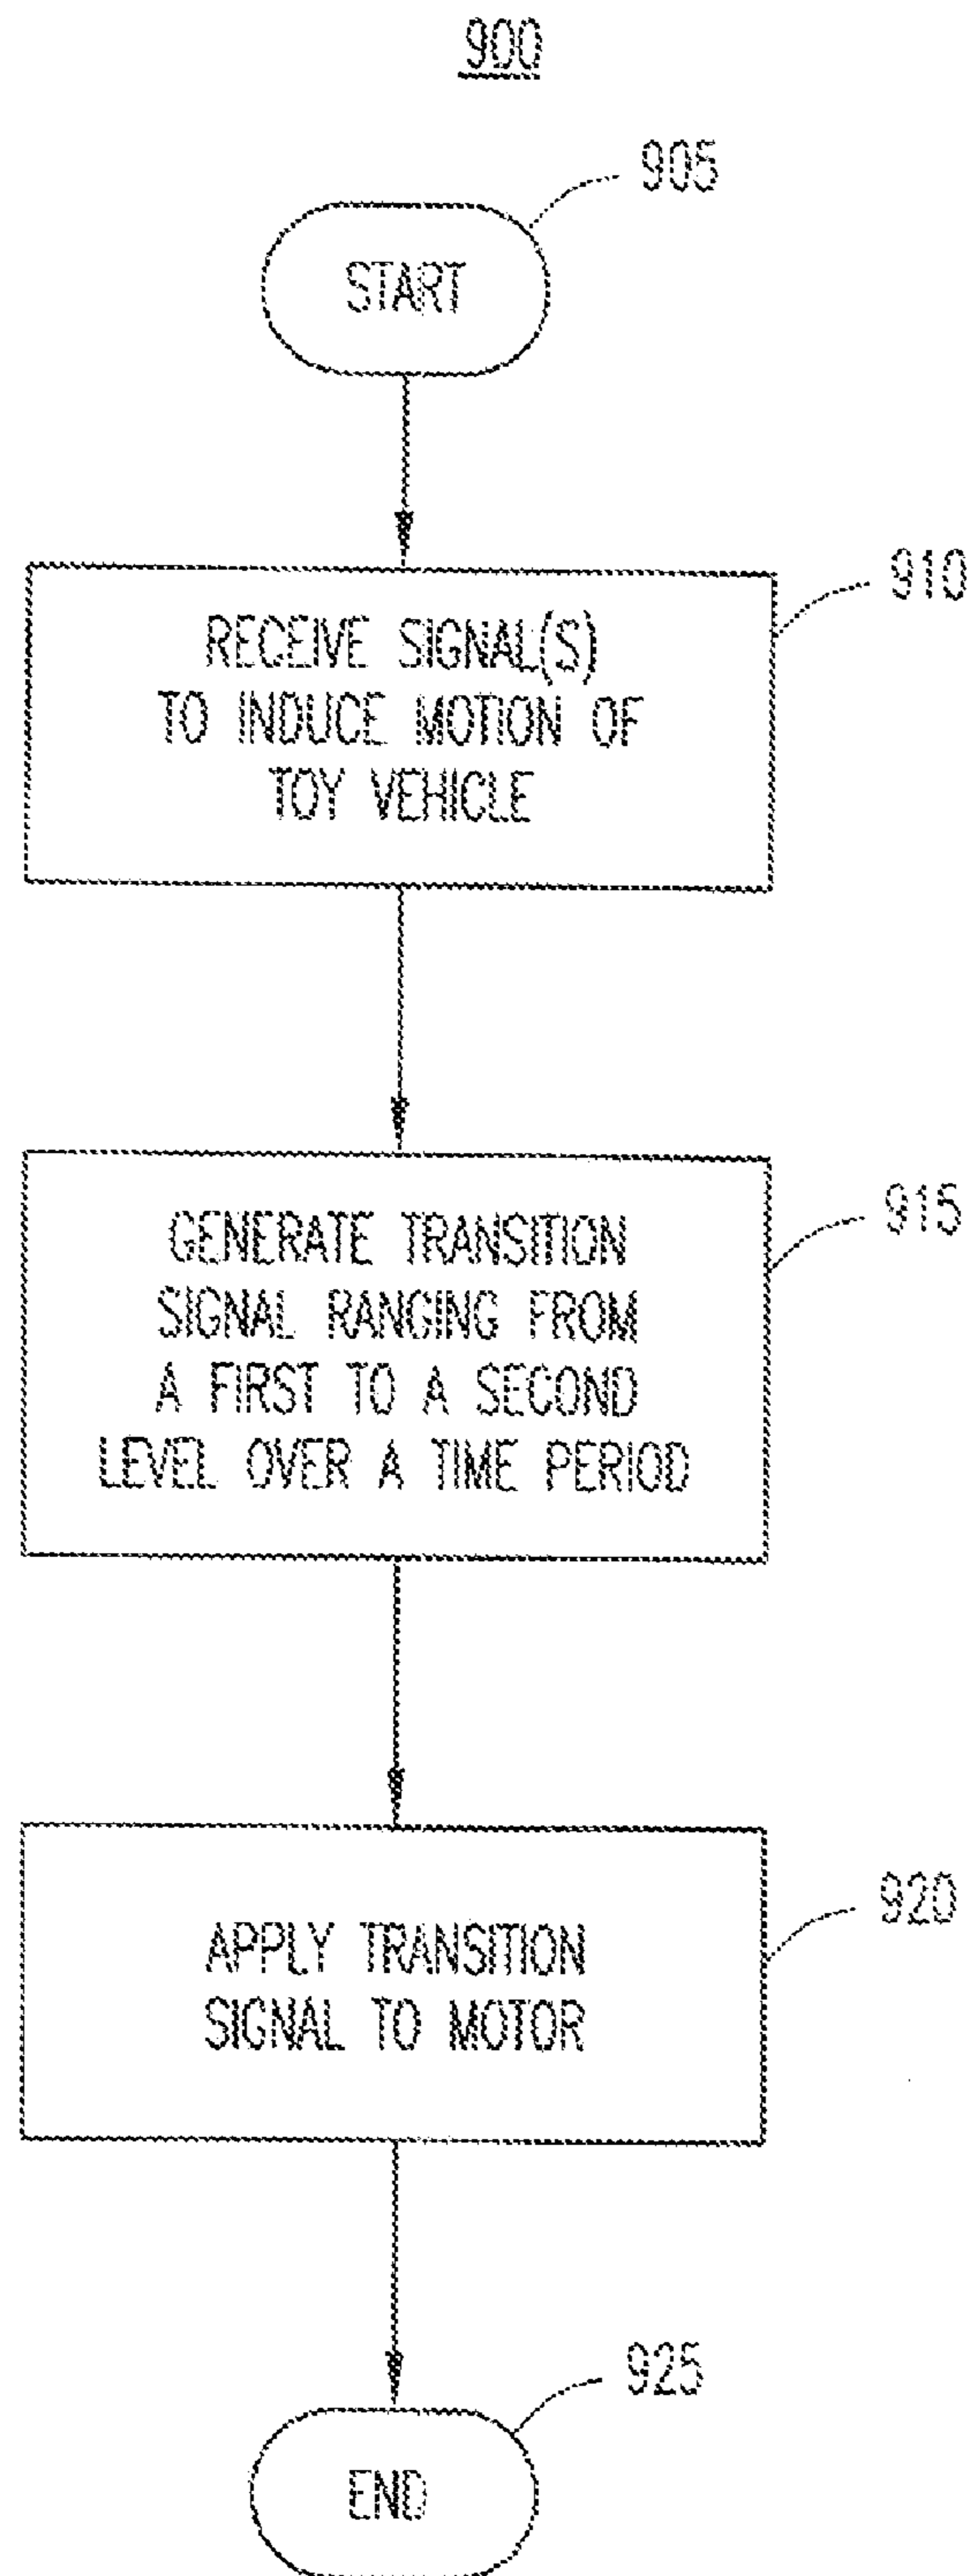 900
905
START
910
RECEIVE SIGNAL(S)
TO INDUCE MOTION OF
TOY VEHICLE
915
GENERATE TRANSITION
SIGNAL RANGING FROM
A FIRST TO A SECOND
LEVEL OVER A TIME PERIOD
920
APPLY TRANSITION
SIGNAL TO MOTOR
925
END